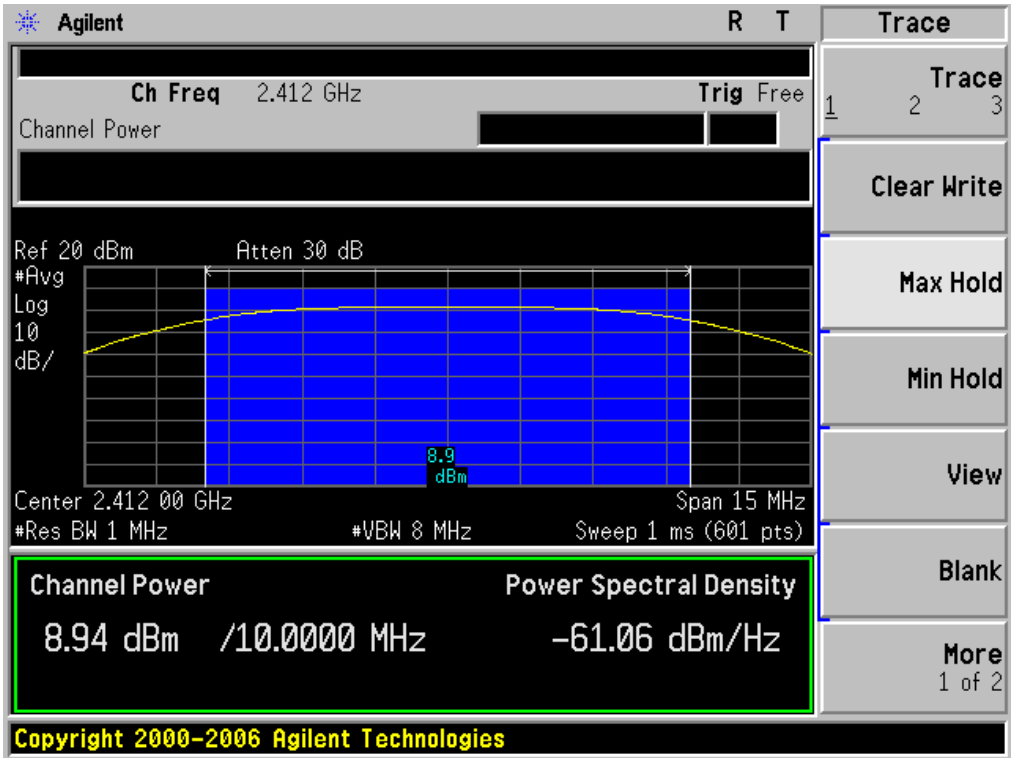 Agilent R T Trace
Ch Freq 2.412 GHz Trig Free
Channel Power
Ref 20 dBm Atten 30 dB
#Avg
Log
10
dB/
8.9
dBm
Center 2.412 00 GHz Span 15 MHz
#Res BW 1 MHz #VBW 8 MHz Sweep 1 ms (601 pts)
Channel Power Power Spectral Density
8.94 dBm /10.0000 MHz -61.06 dBm/Hz
Copyright 2000-2006 Agilent Technologies
Trace
1 2 3
Clear Write
Max Hold
Min Hold
View
Blank
More
1 of 2